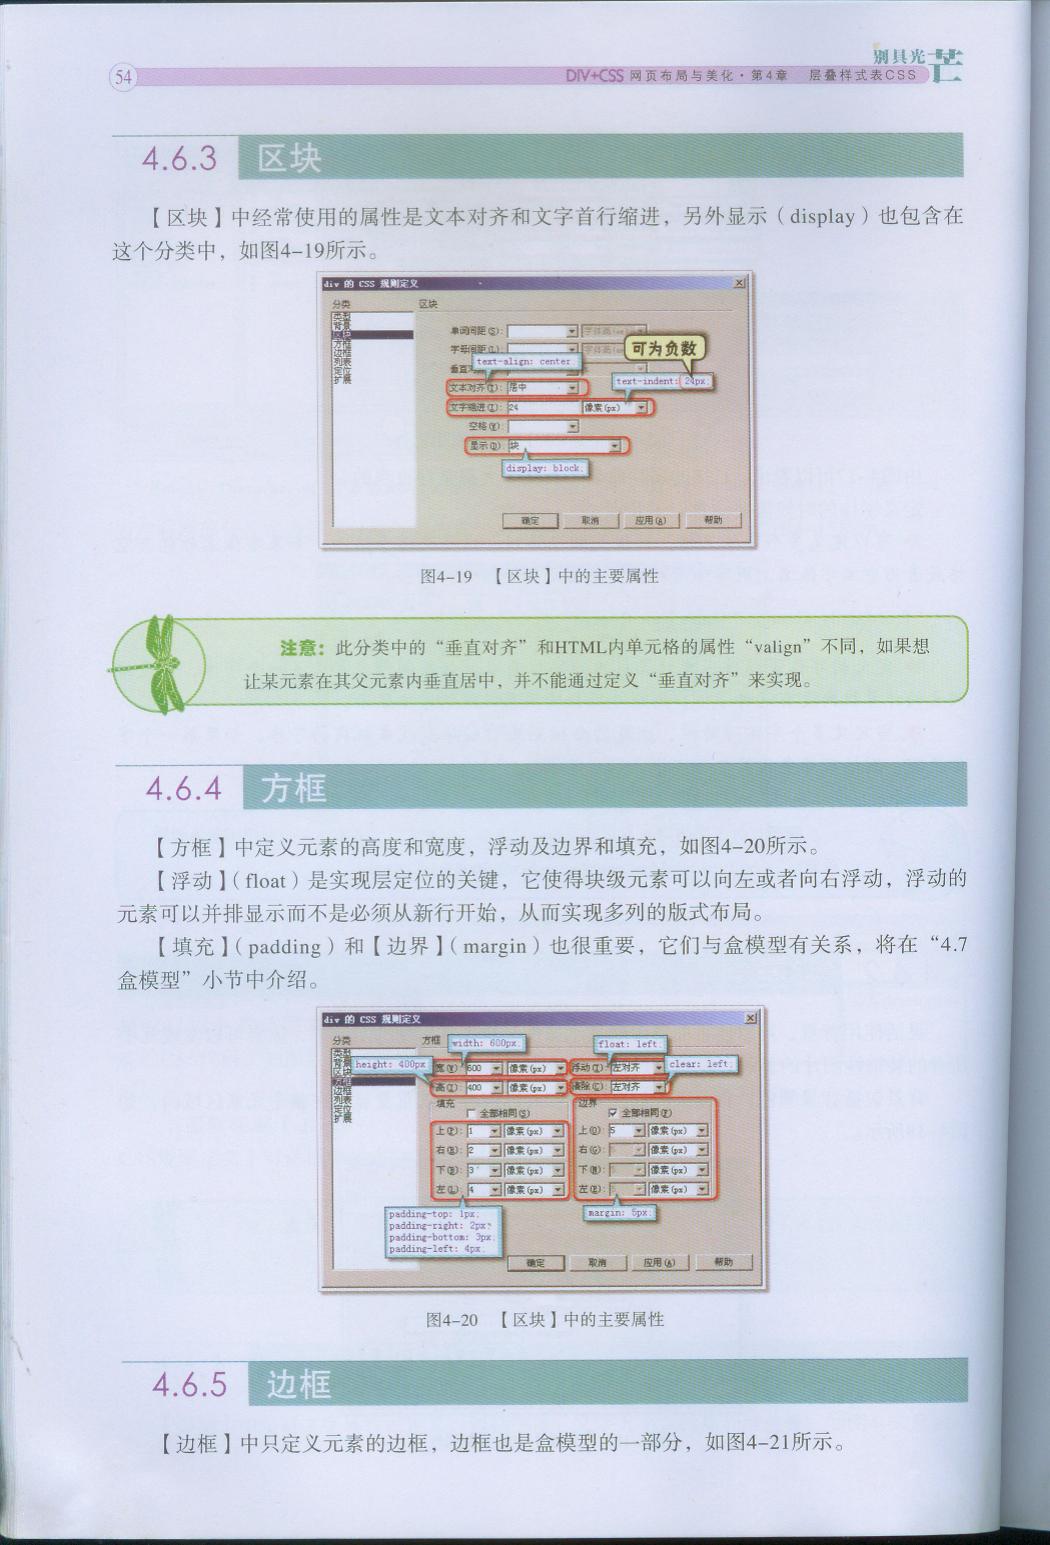 别具光芒
54
DIV+CSS 网页布局与美化·第4章 层叠样式表CSS
4.6.3 区块
【区块】中经常使用的属性是文本对齐和文字首行缩进，另外显示（display）也包含在
这个分类中，如图4-19所示。
div 的 CSS 规则定义
分类
区块
类型
背景
区块
方框
边框
列表
定位
扩展
单词间距(S):
字母间距(L):
可为负数
text-align: center
text-indent: 24px;
文本对齐(T): 居中
文字缩进(I): 24 像素(px)
空格(W):
显示(D): 块
display: block;
确定 取消 应用(A) 帮助
图4-19 【区块】中的主要属性
注意：此分类中的“垂直对齐”和HTML内单元格的属性“valign”不同，如果想
让某元素在其父元素内垂直居中，并不能通过定义“垂直对齐”来实现。
4.6.4 方框
【方框】中定义元素的高度和宽度，浮动及边界和填充，如图4-20所示。
【浮动】（float）是实现层定位的关键，它使得块级元素可以向左或者向右浮动，浮动的
元素可以并排显示而不是必须从新行开始，从而实现多列的版式布局。
【填充】（padding）和【边界】（margin）也很重要，它们与盒模型有关系，将在“4.7
盒模型”小节中介绍。
div 的 CSS 规则定义
分类
方框
类型
背景
区块
方框
边框
列表
定位
扩展
width: 600px;
float: left;
height: 400px
clear: left;
宽(W): 600 像素(px) 浮动(T): 左对齐
高(I): 400 像素(px) 清除(C): 左对齐
填充 边界
全部相同(S) 全部相同(F)
上(P): 1 像素(px) 上(O): 5 像素(px)
右(R): 2 像素(px) 右(G): 5 像素(px)
下(B): 3 像素(px) 下(M): 5 像素(px)
左(L): 4 像素(px) 左(E): 5 像素(px)
padding-top: 1px;
padding-right: 2px;
padding-bottom: 3px;
padding-left: 4px;
margin: 5px;
确定 取消 应用(A) 帮助
图4-20 【区块】中的主要属性
4.6.5 边框
【边框】中只定义元素的边框，边框也是盒模型的一部分，如图4-21所示。